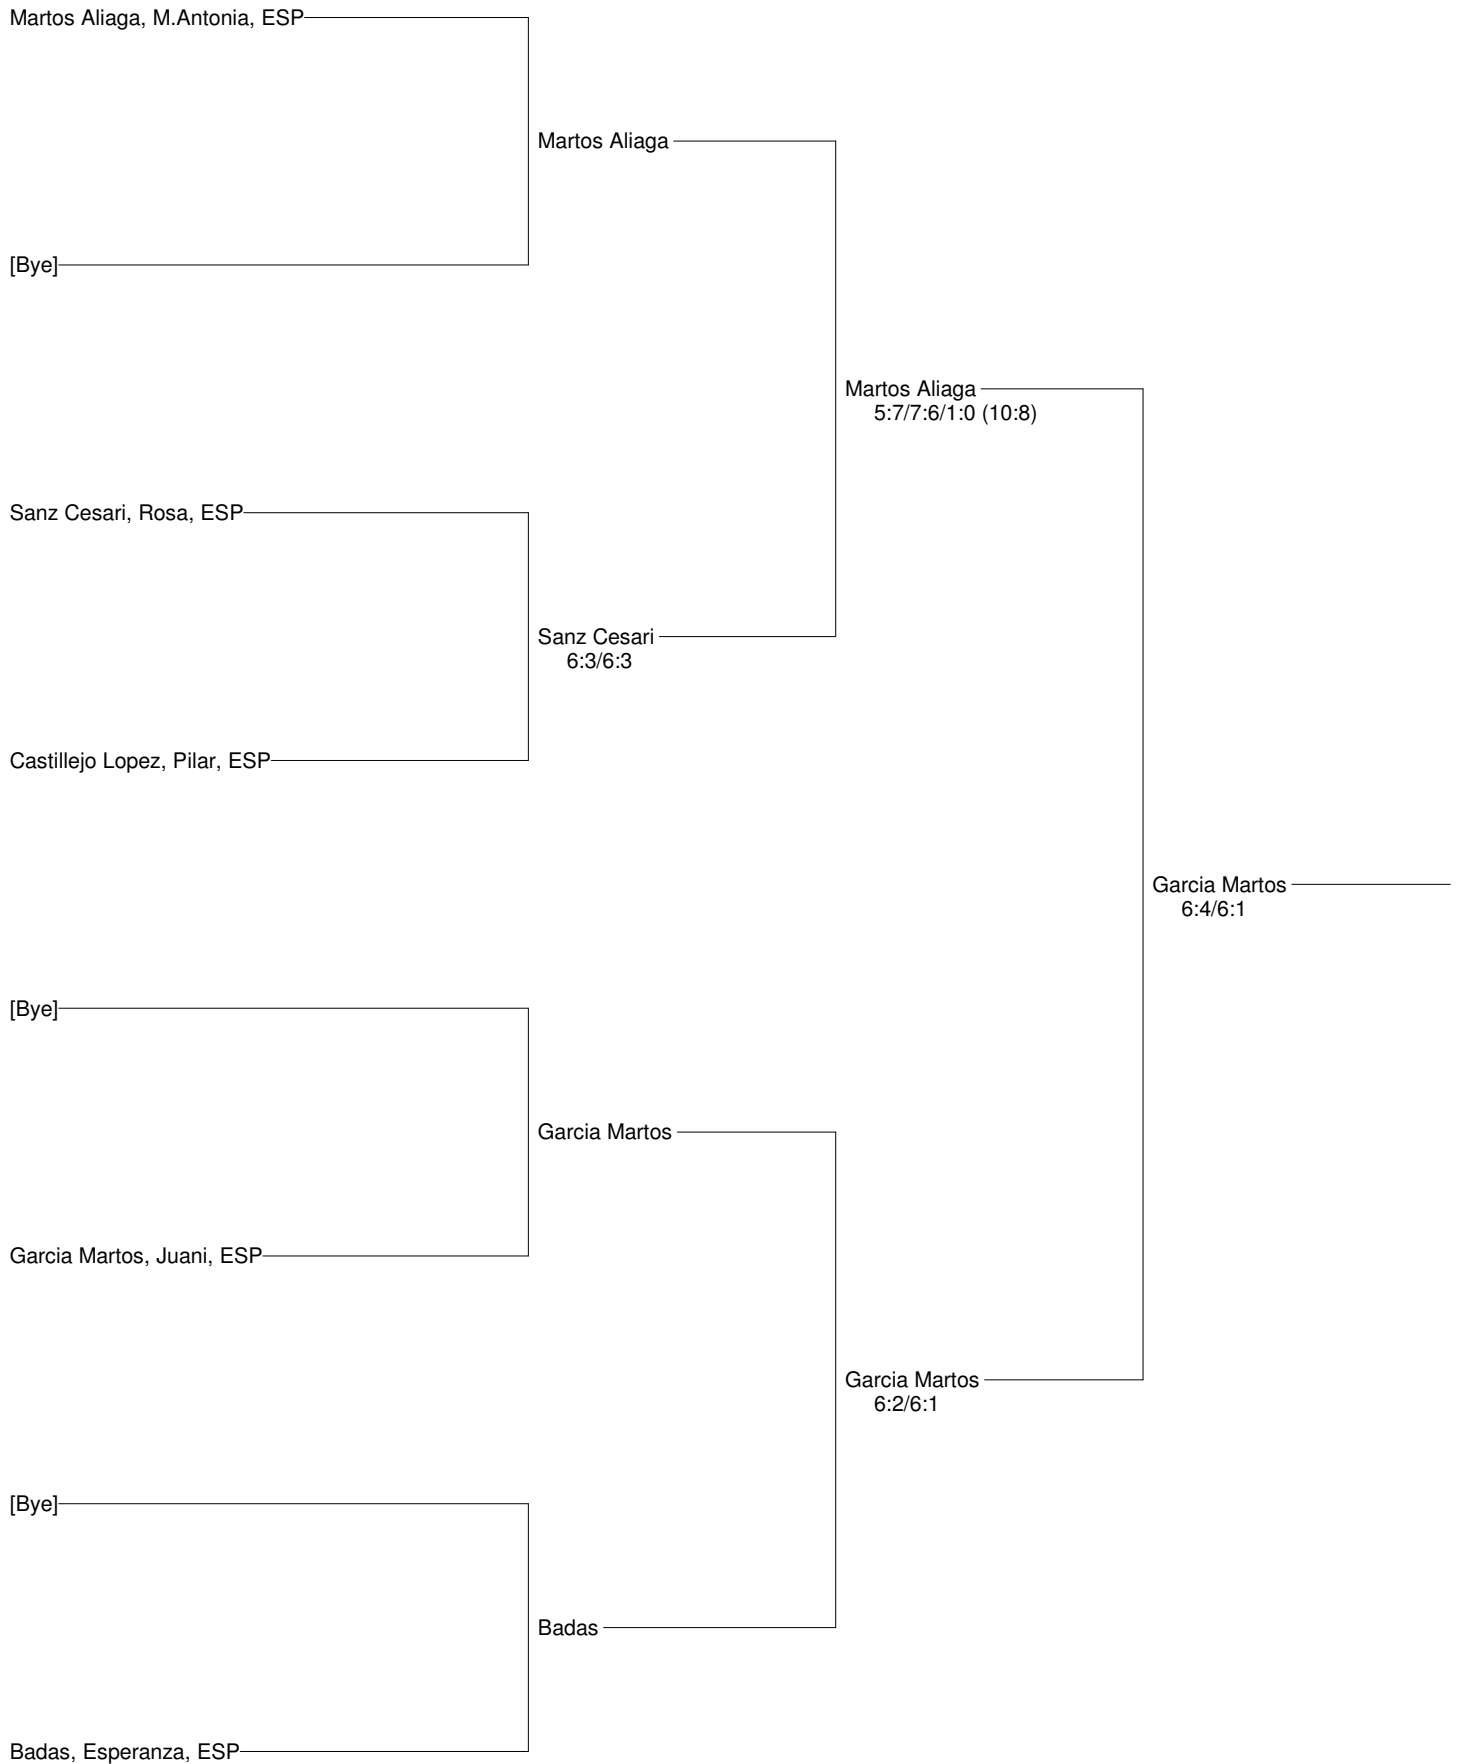 Martos Aliaga, M.Antonia, ESP
Martos Aliaga
[Bye]
Martos Aliaga
5:7/7:6/1:0 (10:8)
Sanz Cesari, Rosa, ESP
Sanz Cesari
6:3/6:3
Castillejo Lopez, Pilar, ESP
Garcia Martos
6:4/6:1
[Bye]
Garcia Martos
Garcia Martos, Juani, ESP
Garcia Martos
6:2/6:1
[Bye]
Badas
Badas, Esperanza, ESP